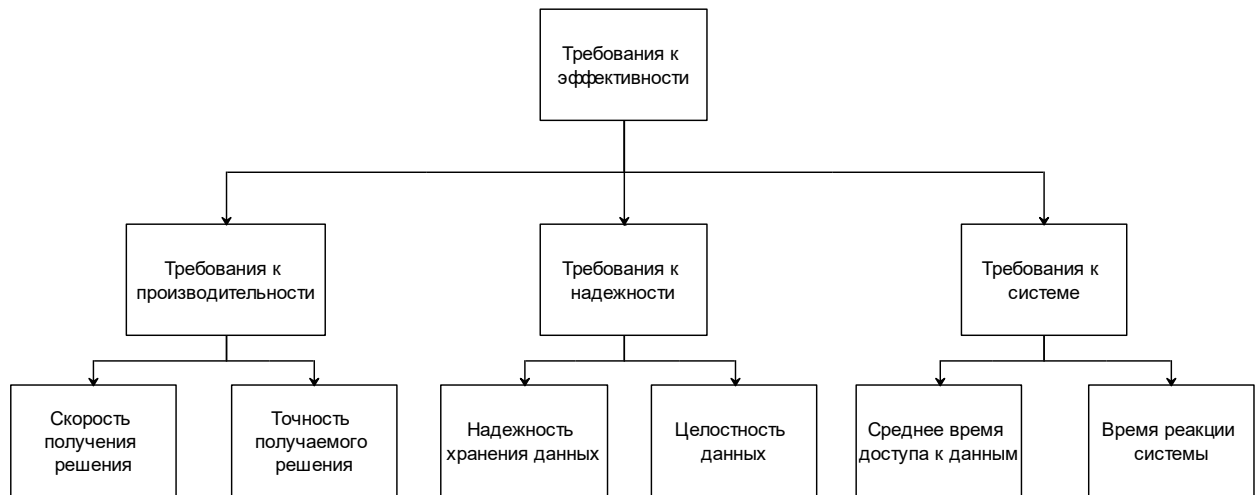 Требования к
эффективности
Требования к
производительности
Требования к
надежности
Требования к
системе
Скорость
получения
решения
Точность
получаемого
решения
Надежность
хранения данных
Целостность
данных
Среднее время
доступа к данным
Время реакции
системы